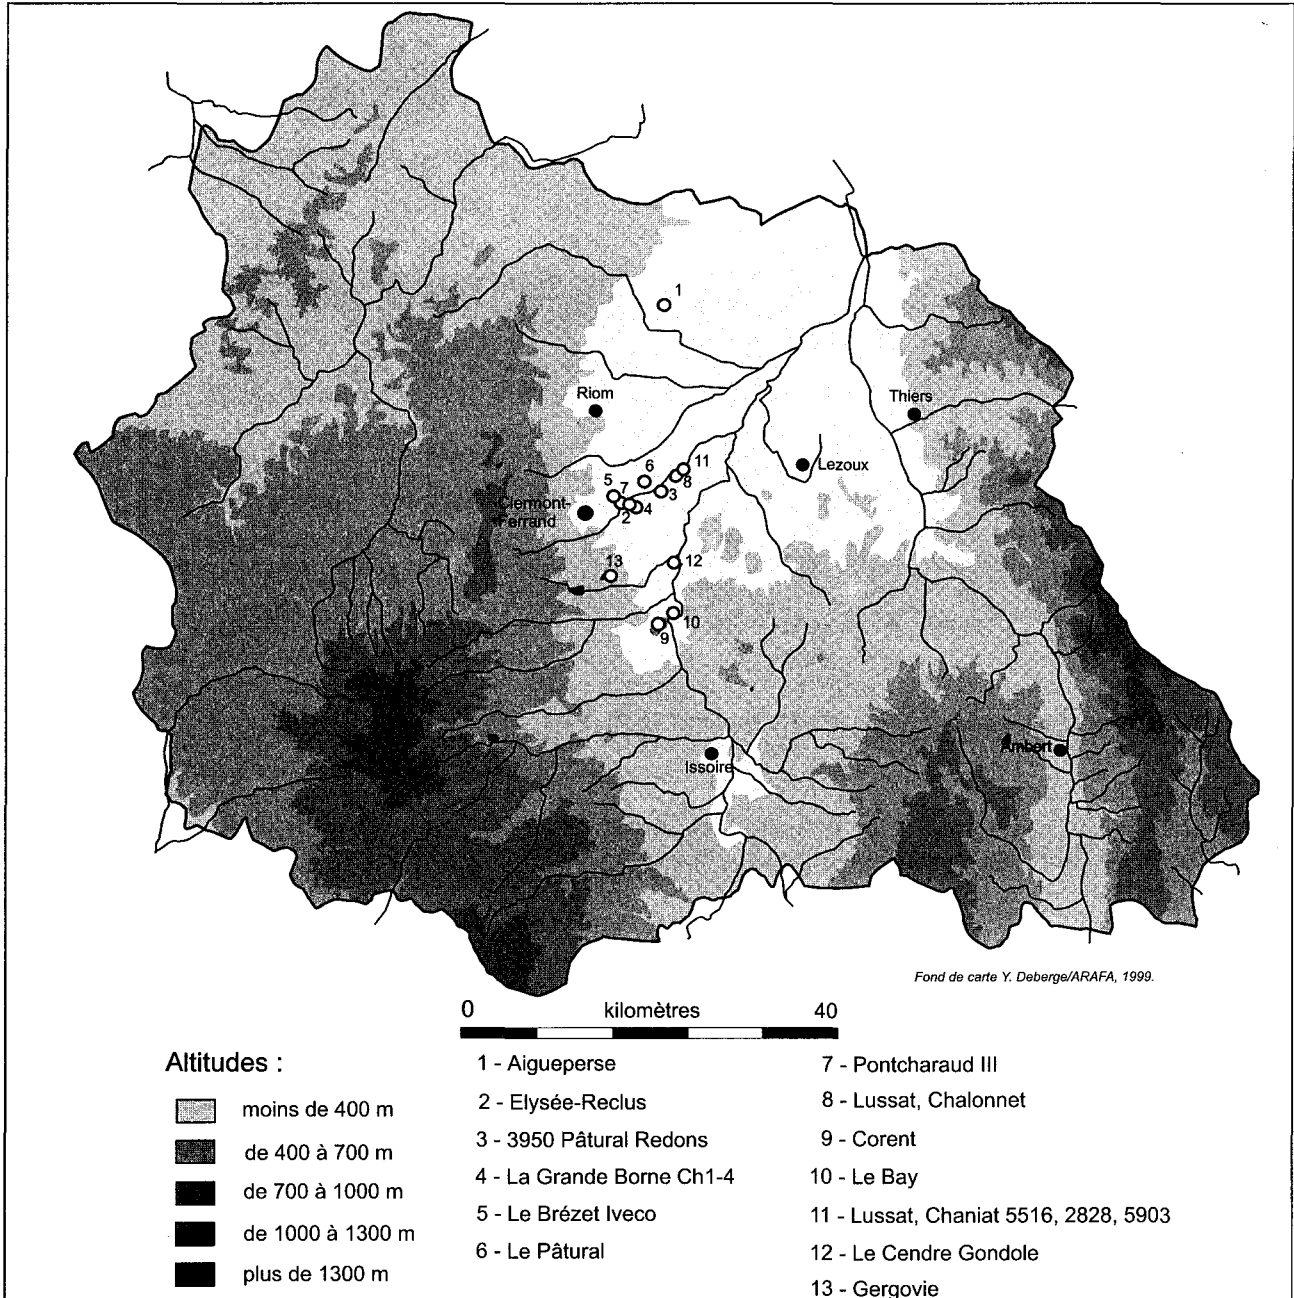 1
Riom
Thiers
Lezoux
11
6
8
5
7
3
Clermont-
Ferrand
2
4
13
12
10
9
Ambert
Issoire
Fond de carte Y. Deberge/ARAFA, 1999.
0 kilomètres 40
Altitudes :
moins de 400 m
de 400 à 700 m
de 700 à 1000 m
de 1000 à 1300 m
plus de 1300 m
1 - Aigueperse
2 - Elysée-Reclus
3 - 3950 Pâtural Redons
4 - La Grande Borne Ch1-4
5 - Le Brézet Iveco
6 - Le Pâtural
7 - Pontcharaud III
8 - Lussat, Chalonnet
9 - Corent
10 - Le Bay
11 - Lussat, Chaniat 5516, 2828, 5903
12 - Le Cendre Gondole
13 - Gergovie